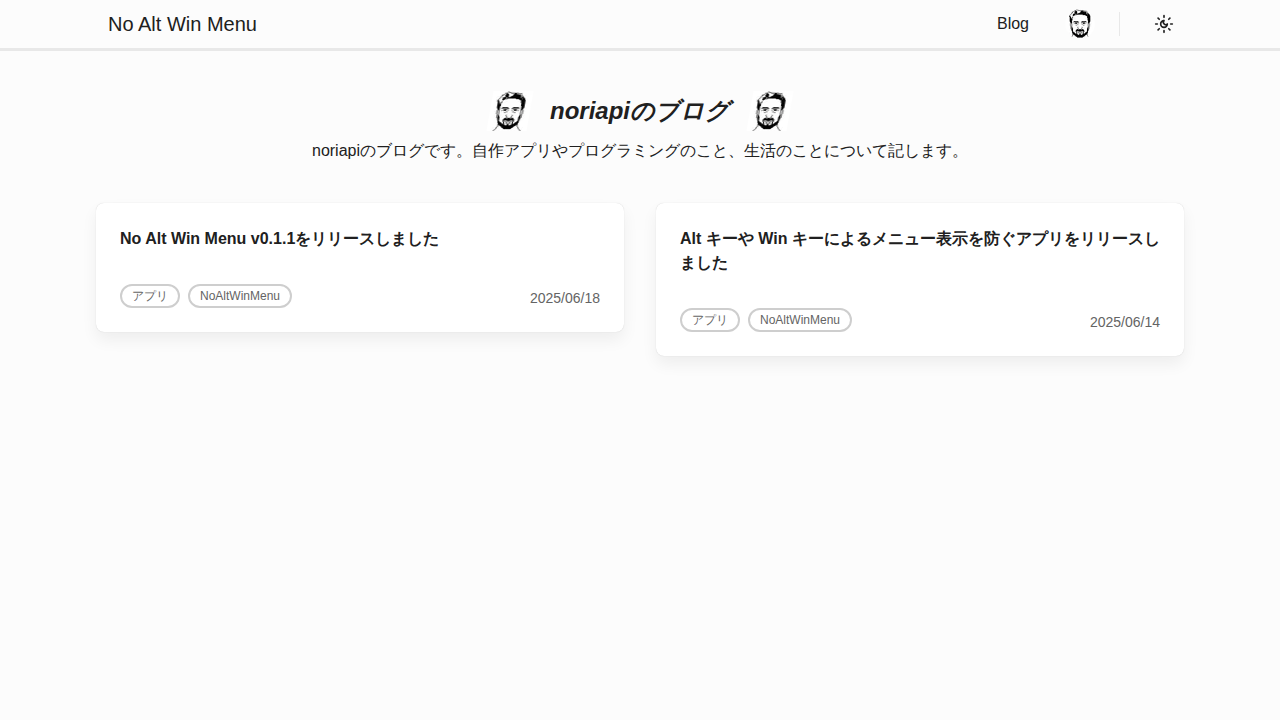 No Alt Win Menu
Blog
noriapiのブログ
noriapiのブログです。自作アプリやプログラミングのこと、生活のことについて記します。
No Alt Win Menu v0.1.1をリリースしました
アプリ NoAltWinMenu 2025/06/18
Alt キーや Win キーによるメニュー表示を防ぐアプリをリリースし
ました
アプリ NoAltWinMenu 2025/06/14